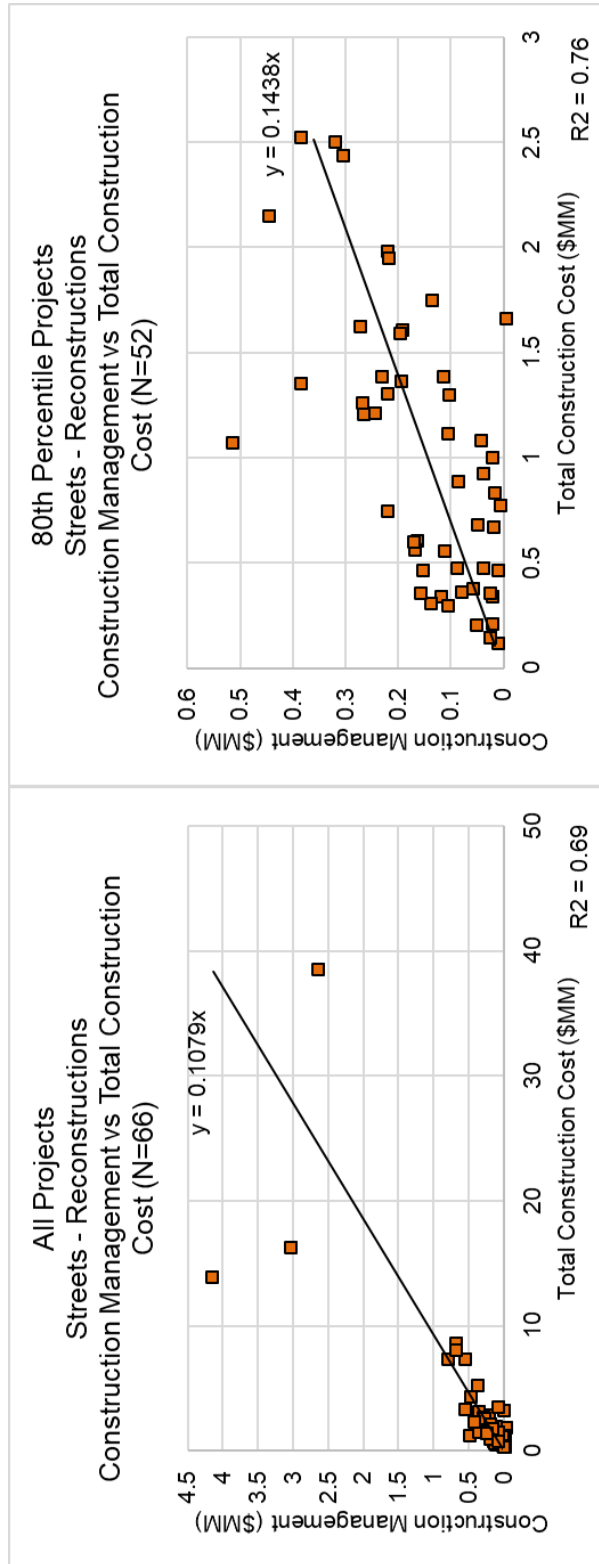 All Projects
Streets - Reconstructions
Construction Management vs Total Construction
Cost (N=66)
Construction Management ($MM)
4.5
4
3.5
3
2.5
2
1.5
1
0.5
0
y = 0.1079x
0 10 20 30 40 50
Total Construction Cost ($MM)
R2 = 0.69
80th Percentile Projects
Streets - Reconstructions
Construction Management vs Total Construction
Cost (N=52)
Construction Management ($MM)
0.6
0.5
0.4
0.3
0.2
0.1
0
y = 0.1438x
0 0.5 1 1.5 2 2.5 3
Total Construction Cost ($MM)
R2 = 0.76